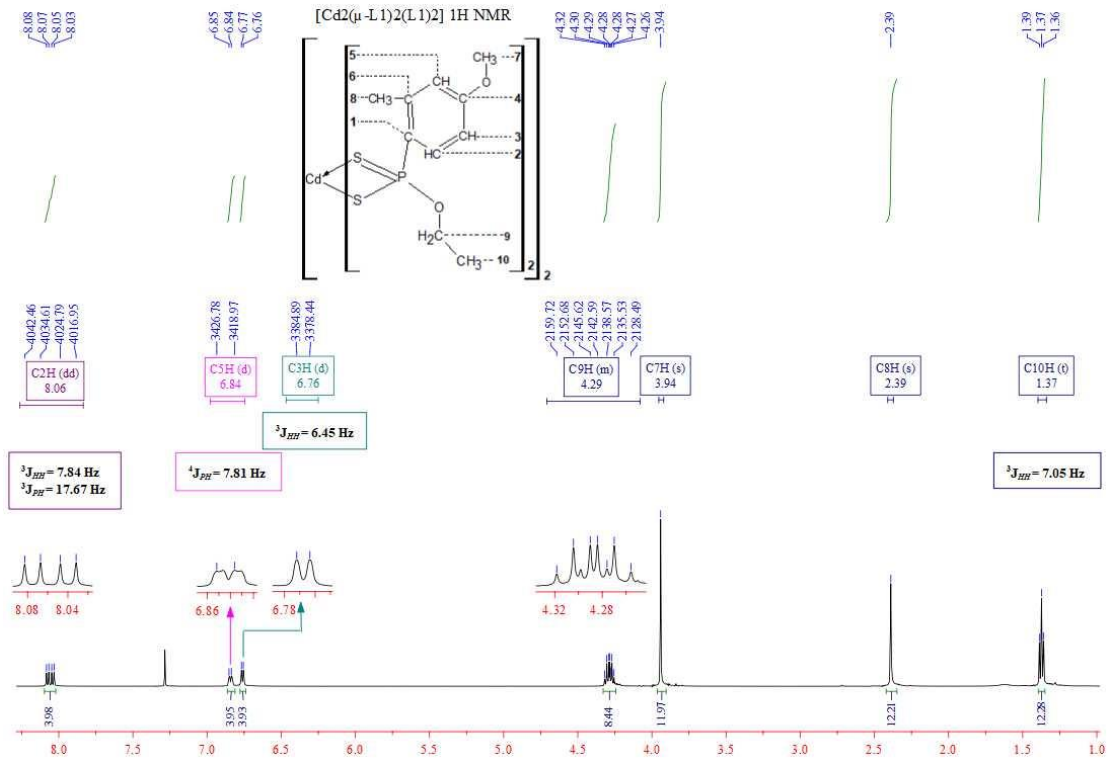 [Cd2(μ-L1)2(L1)2] 1H NMR
8.08
8.07
8.05
8.03
6.85
6.84
6.77
6.76
4.32
4.30
4.29
4.28
4.28
4.27
4.26
3.94
2.39
1.39
1.37
1.36
5
CH3
7
6
CH
O
8
CH3
C
C
4
1
C
CH
3
HC
2
S
Cd
P
S
O
H2C
9
CH3
10
2
2
4042.46
4034.61
4024.79
4016.95
3426.78
3418.97
3384.89
3378.44
2159.72
2152.68
2145.62
2142.59
2138.57
2135.53
2128.49
C2H (dd)
8.06
C5H (d)
6.84
C3H (d)
6.76
C9H (m)
4.29
C7H (s)
3.94
C8H (s)
2.39
C10H (t)
1.37
³J_HH = 6.45 Hz
³J_HH = 7.84 Hz
³J_PH = 17.67 Hz
⁴J_PH = 7.81 Hz
³J_HH = 7.05 Hz
8.08 8.04
6.86
6.78
4.32 4.28
3.98
3.95
3.93
8.44
11.97
12.21
12.28
8.0 7.5 7.0 6.5 6.0 5.5 5.0 4.5 4.0 3.5 3.0 2.5 2.0 1.5 1.0